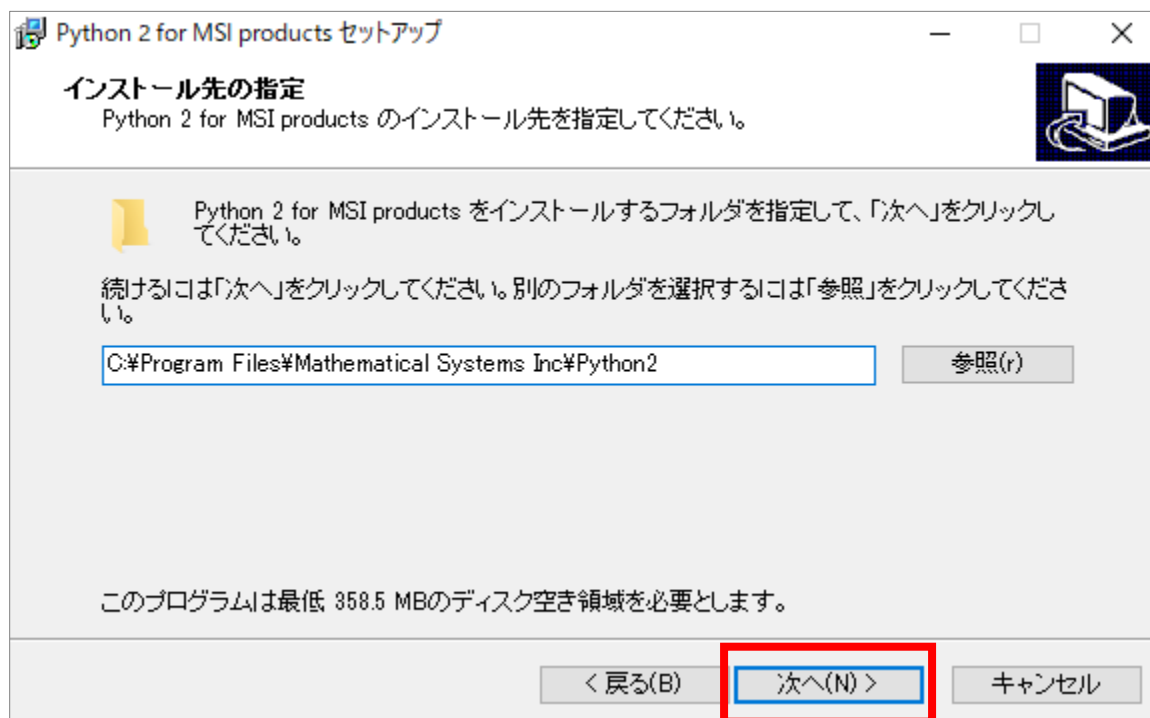 Python 2 for MSI products セットアップ
インストール先の指定
Python 2 for MSI products のインストール先を指定してください。
Python 2 for MSI products をインストールするフォルダを指定して、「次へ」をクリックし
てください。
続けるには「次へ」をクリックしてください。別のフォルダを選択するには「参照」をクリックしてくださ
い。
C:¥Program Files¥Mathematical Systems Inc¥Python2
参照(r)
このプログラムは最低 358.5 MBのディスク空き領域を必要とします。
< 戻る(B)
次へ(N) >
キャンセル